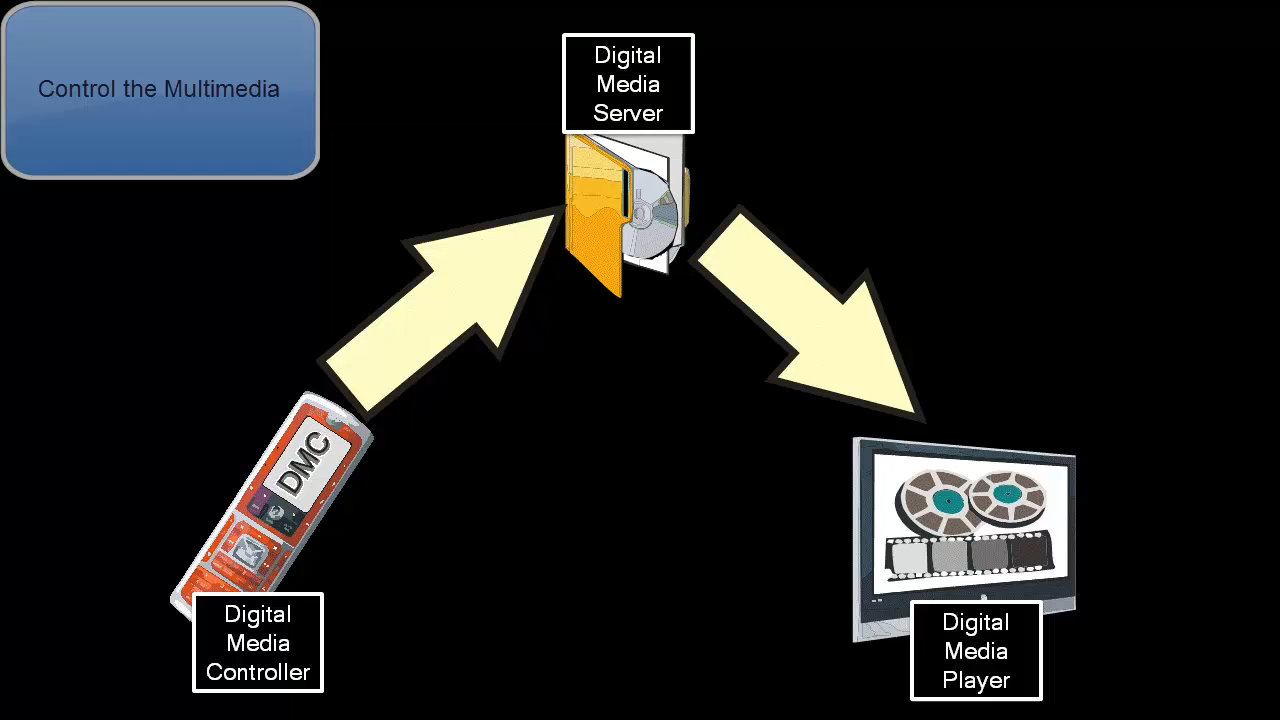 Control the Multimedia
Digital
Media
Server
DMC
Digital
Media
Controller
Digital
Media
Player